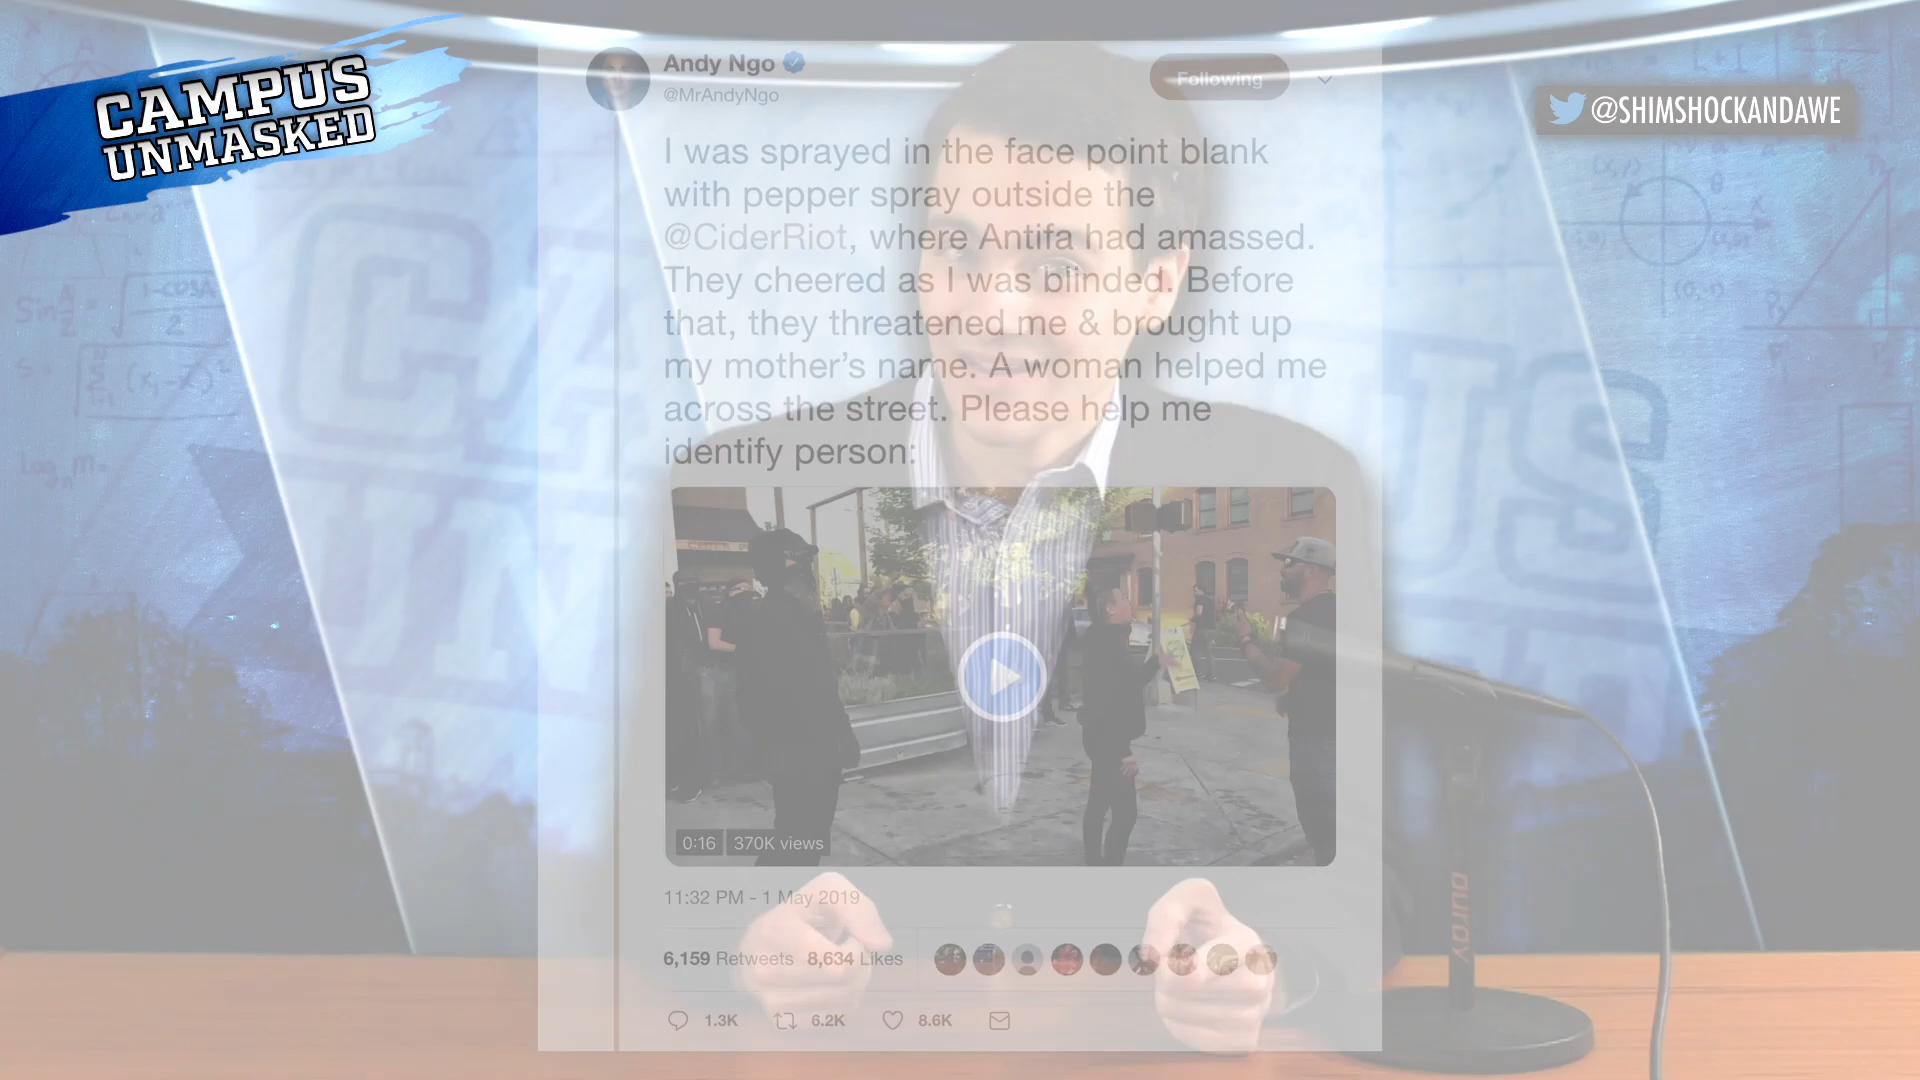 CAMPUS
UNMASKED
@SHIMSHOCKANDAWE
Andy Ngo
@MrAndyNgo
Following
I was sprayed in the face point blank
with pepper spray outside the
@CiderRiot, where Antifa had amassed.
They cheered as I was blinded. Before
that, they threatened me & brought up
my mother’s name. A woman helped me
across the street. Please help me
identify person:
0:16 370K views
11:32 PM - 1 May 2019
6,159 Retweets 8,634 Likes
1.3K 6.2K 8.6K